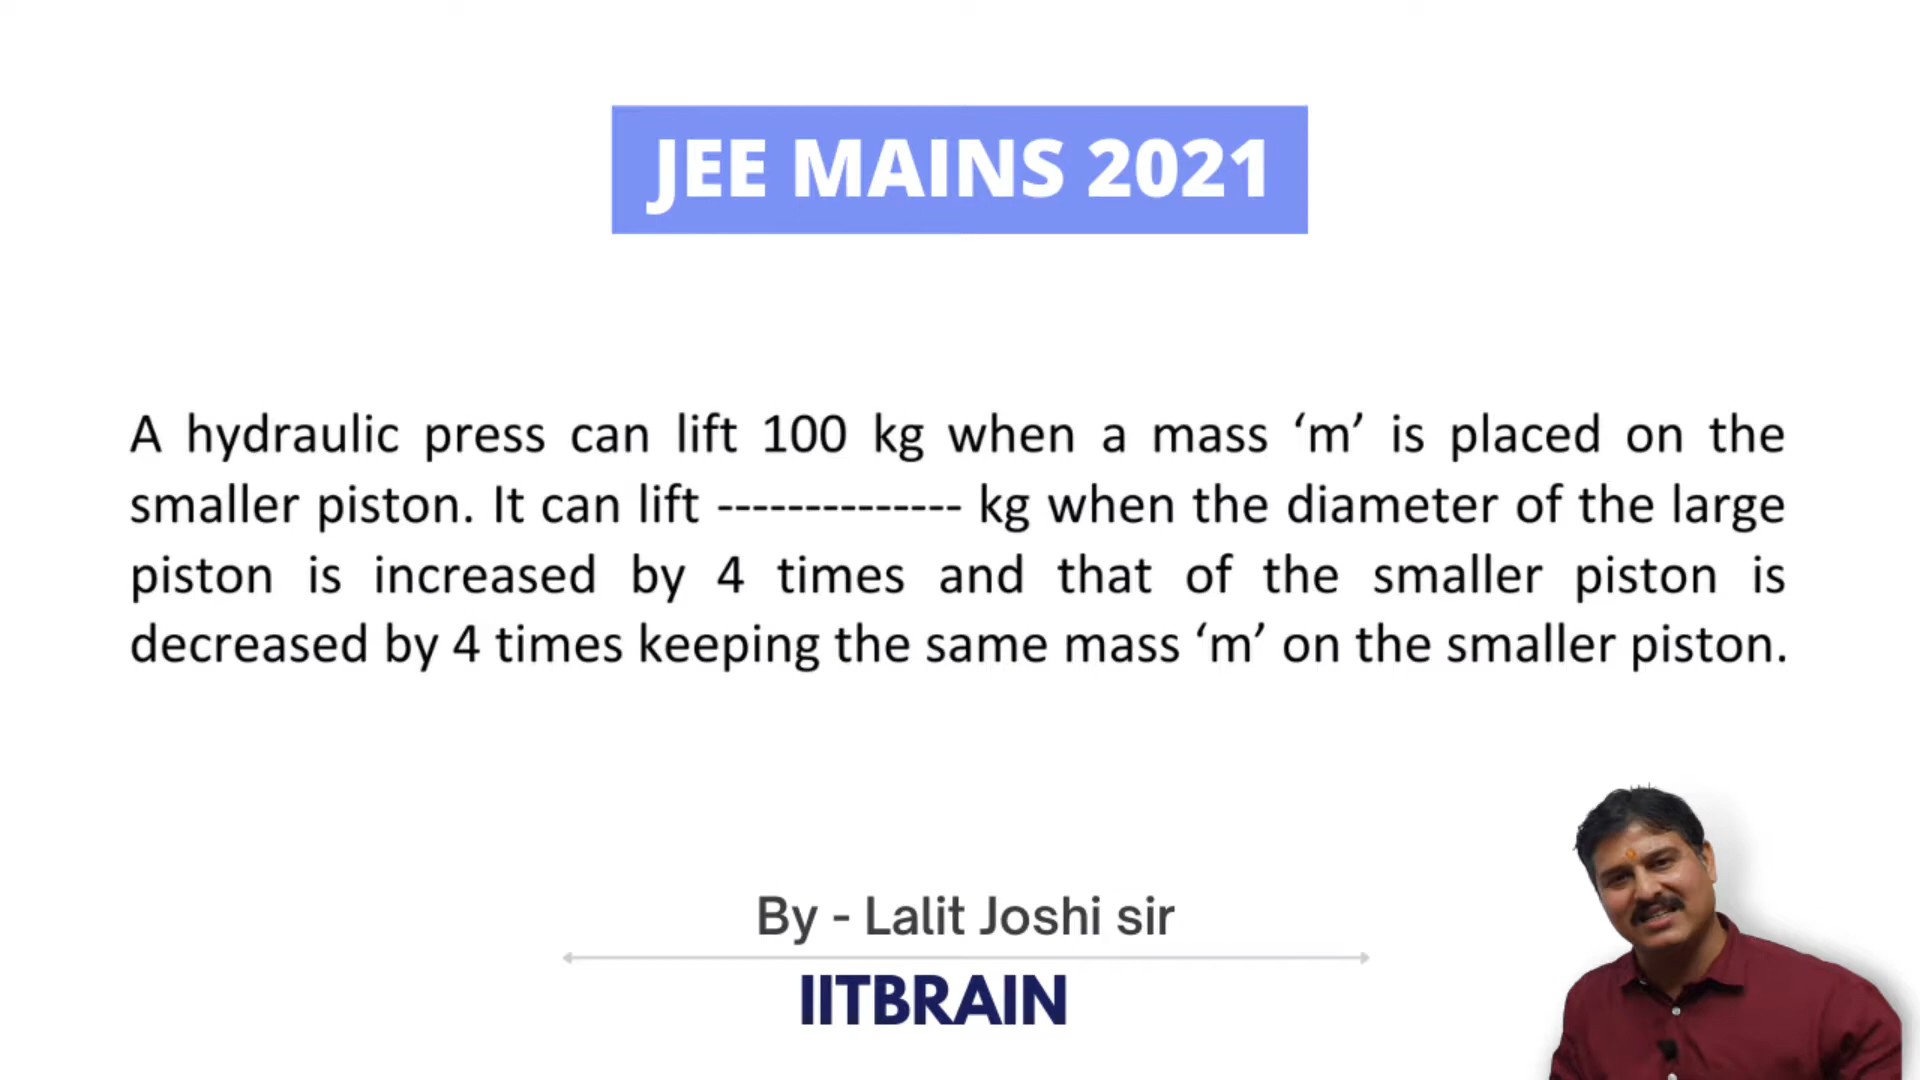 JEE MAINS 2021
A hydraulic press can lift 100 kg when a mass ‘m’ is placed on the
smaller piston. It can lift -------------- kg when the diameter of the large
piston is increased by 4 times and that of the smaller piston is
decreased by 4 times keeping the same mass ‘m’ on the smaller piston.
By - Lalit Joshi sir
IITBRAIN